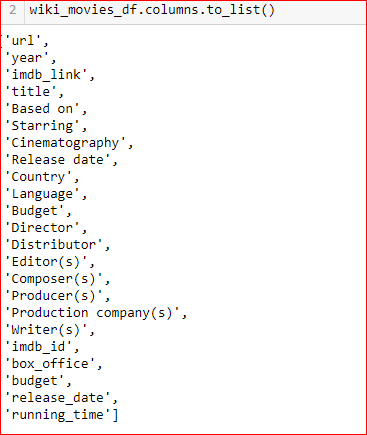 2 wiki_movies_df.columns.to_list()
'url',
'year',
'imdb_link',
'title',
'Based on',
'Starring',
'Cinematography',
'Release date',
'Country',
'Language',
'Budget',
'Director',
'Distributor',
'Editor(s)',
'Composer(s)',
'Producer(s)',
'Production company(s)',
'Writer(s)',
'imdb_id',
'box_office',
'budget',
'release_date',
'running_time']